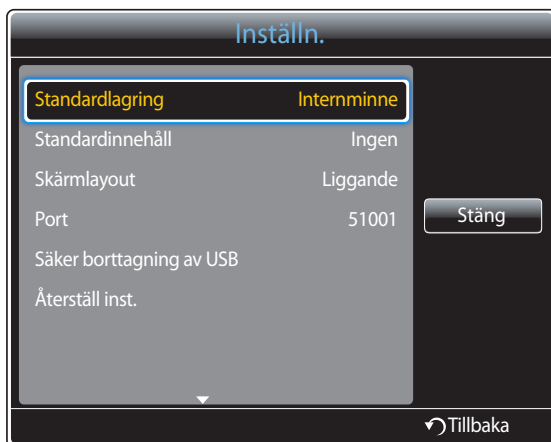 Inställn.
Standardlagring Internminne
Standardinnehåll Ingen
Skärmlayout Liggande
Port 51001
Säker borttagning av USB
Återställ inst.
Stäng
Tillbaka